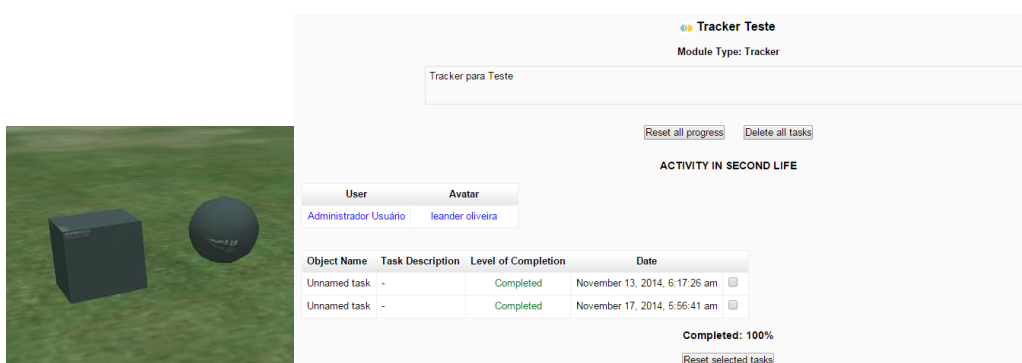 Tracker Teste
Module Type: Tracker
Tracker para Teste
Reset all progress Delete all tasks
ACTIVITY IN SECOND LIFE
User Avatar
Administrador Usuário leander oliveira
Object Name Task Description Level of Completion Date
Unnamed task - Completed November 13, 2014, 6:17:26 am
Unnamed task - Completed November 17, 2014, 5:56:41 am
Completed: 100%
Reset selected tasks